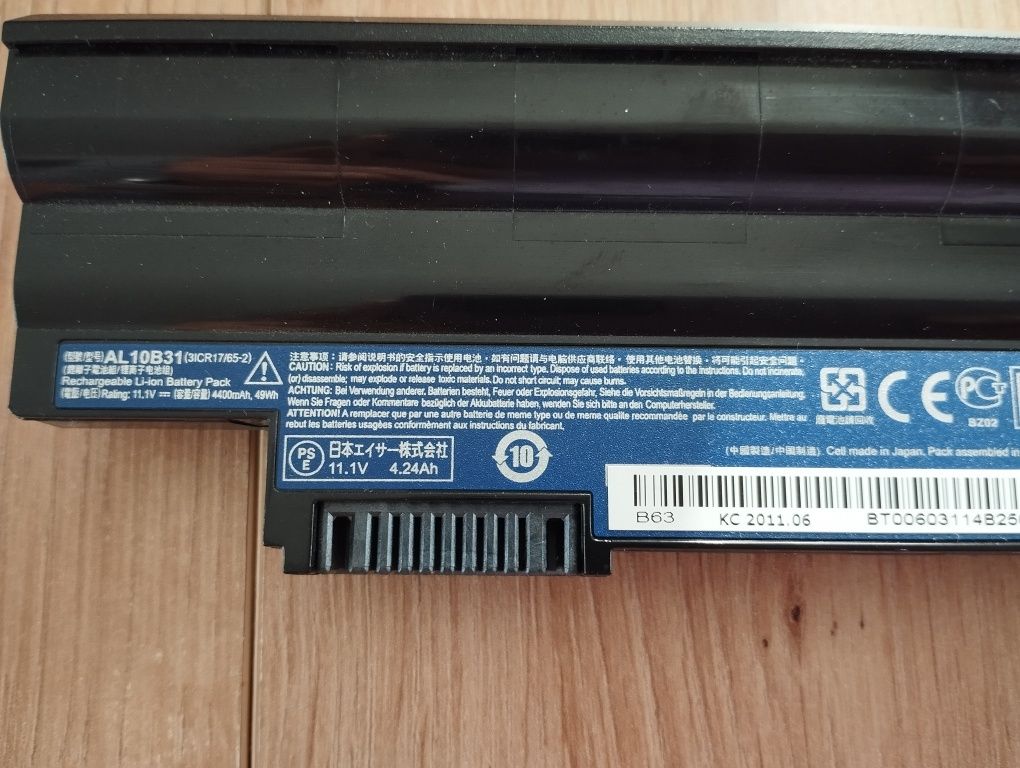 (型號/型号)AL10B31(3ICR17/65-2)
(鋰離子電池組/锂离子电池组)
Rechargeable Li-ion Battery Pack
(電壓/电压)Rating: 11.1V ⎓ (容量/容量) 4400mAh, 49Wh
注意事项：请参阅说明书的安全指示使用电池。如有问题请与电脑供应商联络。使用其他电池替换，将可能引起安全问题。
CAUTION: Risk of explosion if battery is replaced by an incorrect type. Dispose of used batteries according to the instructions. Do not incinerate,
(or) disassemble; may explode or release toxic materials. Do not short circuit; may cause burns.
ACHTUNG: Bei Verwendung anderer, Batterien besteht, Feuer oder Explosionsgefahr, Siehe die Vorsichtsmaßregeln in der Bedienungsanleitung.
Wenn Sie Fragen oder Kommentare bezüglich der Akkubatterie haben, wenden Sie sich bitte an den Computerhersteller.
ATTENTION! A remplacer que par une autre batterie de meme type ou de meme qualite recommandée par le constructeur. Mettre au
rebut les batteries usagées conformement aux instructions du fabricant.
廢電池請回收
CE
PCT
BZ02
PSE
日本エイサー株式会社
11.1V 4.24Ah
10
(中國製造/中国制造) Cell made in Japan, Pack assembled in
B63 KC 2011.06 BT00603114B25